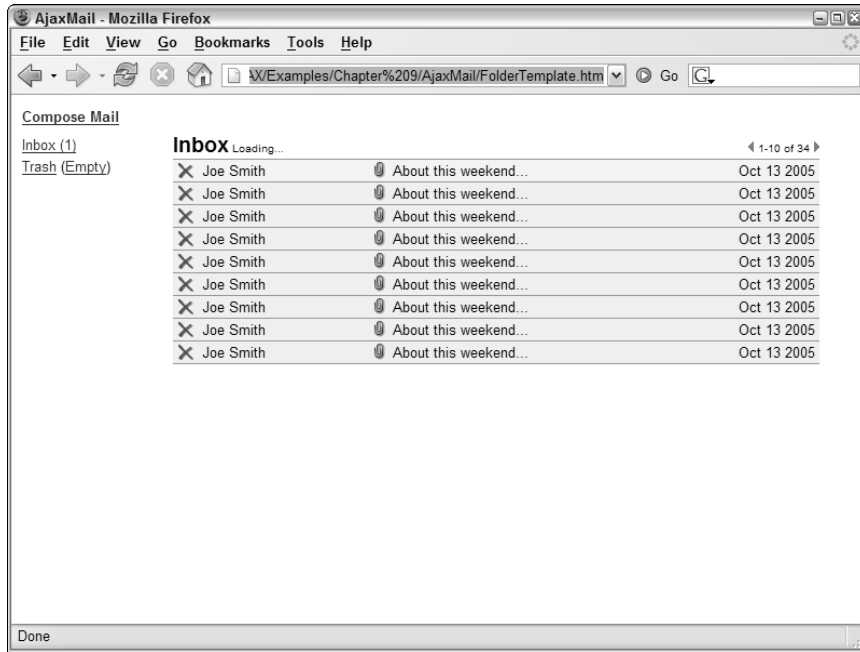 AjaxMail - Mozilla Firefox
File Edit View Go Bookmarks Tools Help
AX/Examples/Chapter%209/AjaxMail/FolderTemplate.htm Go G
Compose Mail
Inbox (1)
Trash (Empty)
Inbox Loading... 1-10 of 34
Joe Smith About this weekend... Oct 13 2005
Joe Smith About this weekend... Oct 13 2005
Joe Smith About this weekend... Oct 13 2005
Joe Smith About this weekend... Oct 13 2005
Joe Smith About this weekend... Oct 13 2005
Joe Smith About this weekend... Oct 13 2005
Joe Smith About this weekend... Oct 13 2005
Joe Smith About this weekend... Oct 13 2005
Joe Smith About this weekend... Oct 13 2005
Done